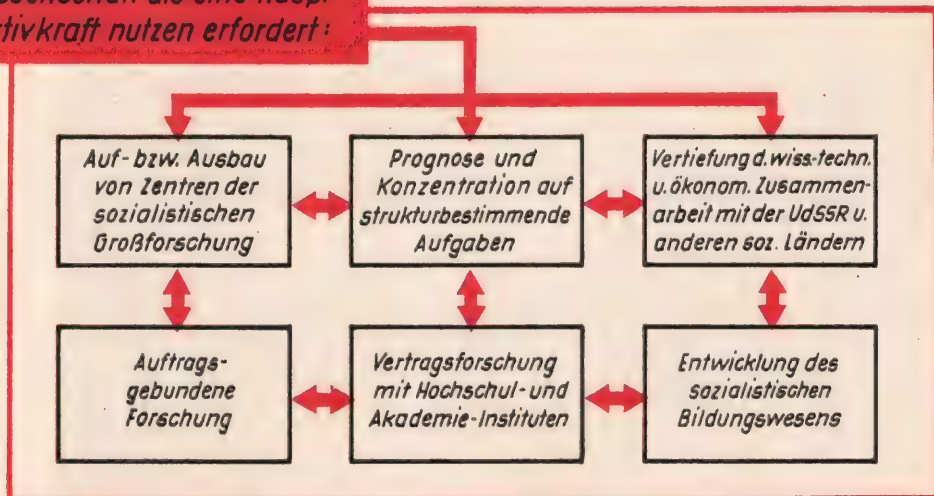 als eine
nutzen erfordert:
Auf- bzw. Ausbau
von Zentren der
sozialistischen
Großforschung
Prognose und
Konzentration auf
strukturbestimmende
Aufgaben
Vertiefung d. wiss.-techn.
u. ökonom. Zusammen-
arbeit mit der UdSSR u.
anderen soz. Ländern
Auftrags-
gebundene
Forschung
Vertragsforschung
mit Hochschul- und
Akademie-Instituten
Entwicklung des
sozialistischen
Bildungswesens